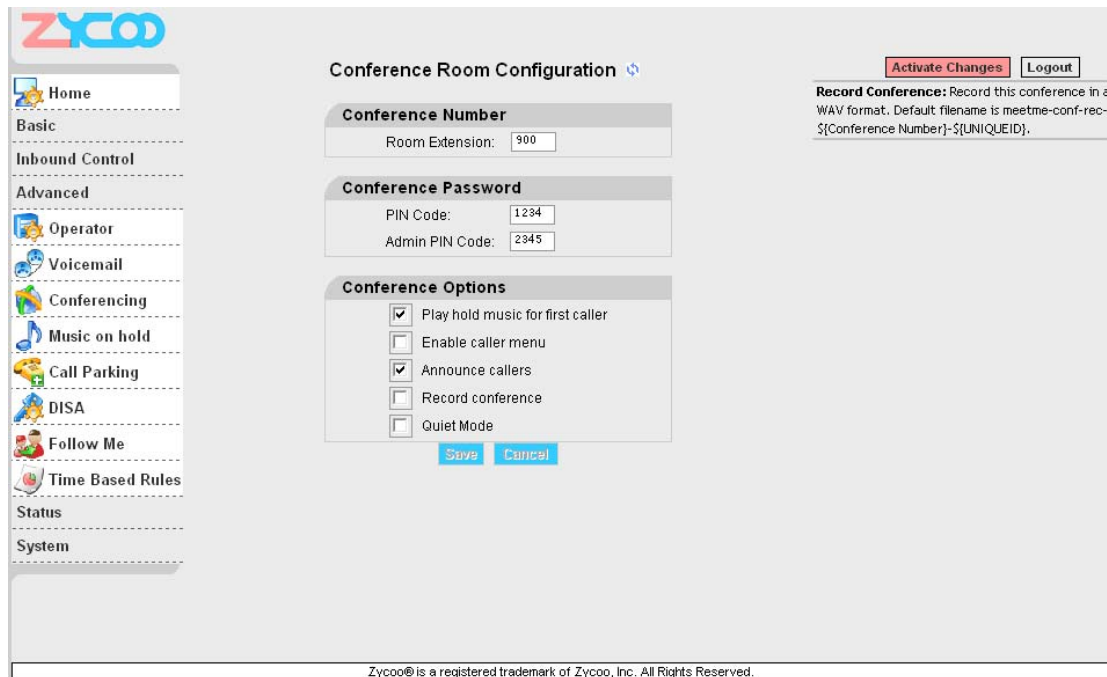 ZYCOO
Home
Basic
Inbound Control
Advanced
Operator
Voicemail
Conferencing
Music on hold
Call Parking
DISA
Follow Me
Time Based Rules
Status
System
Conference Room Configuration
Conference Number
Room Extension: 900
Conference Password
PIN Code: 1234
Admin PIN Code: 2345
Conference Options
Play hold music for first caller
Enable caller menu
Announce callers
Record conference
Quiet Mode
Save Cancel
Activate Changes Logout
Record Conference: Record this conference in a
WAV format. Default filename is meetme-conf-rec-
${Conference Number}-${UNIQUEID}.
Zycoo® is a registered trademark of Zycoo, Inc. All Rights Reserved.